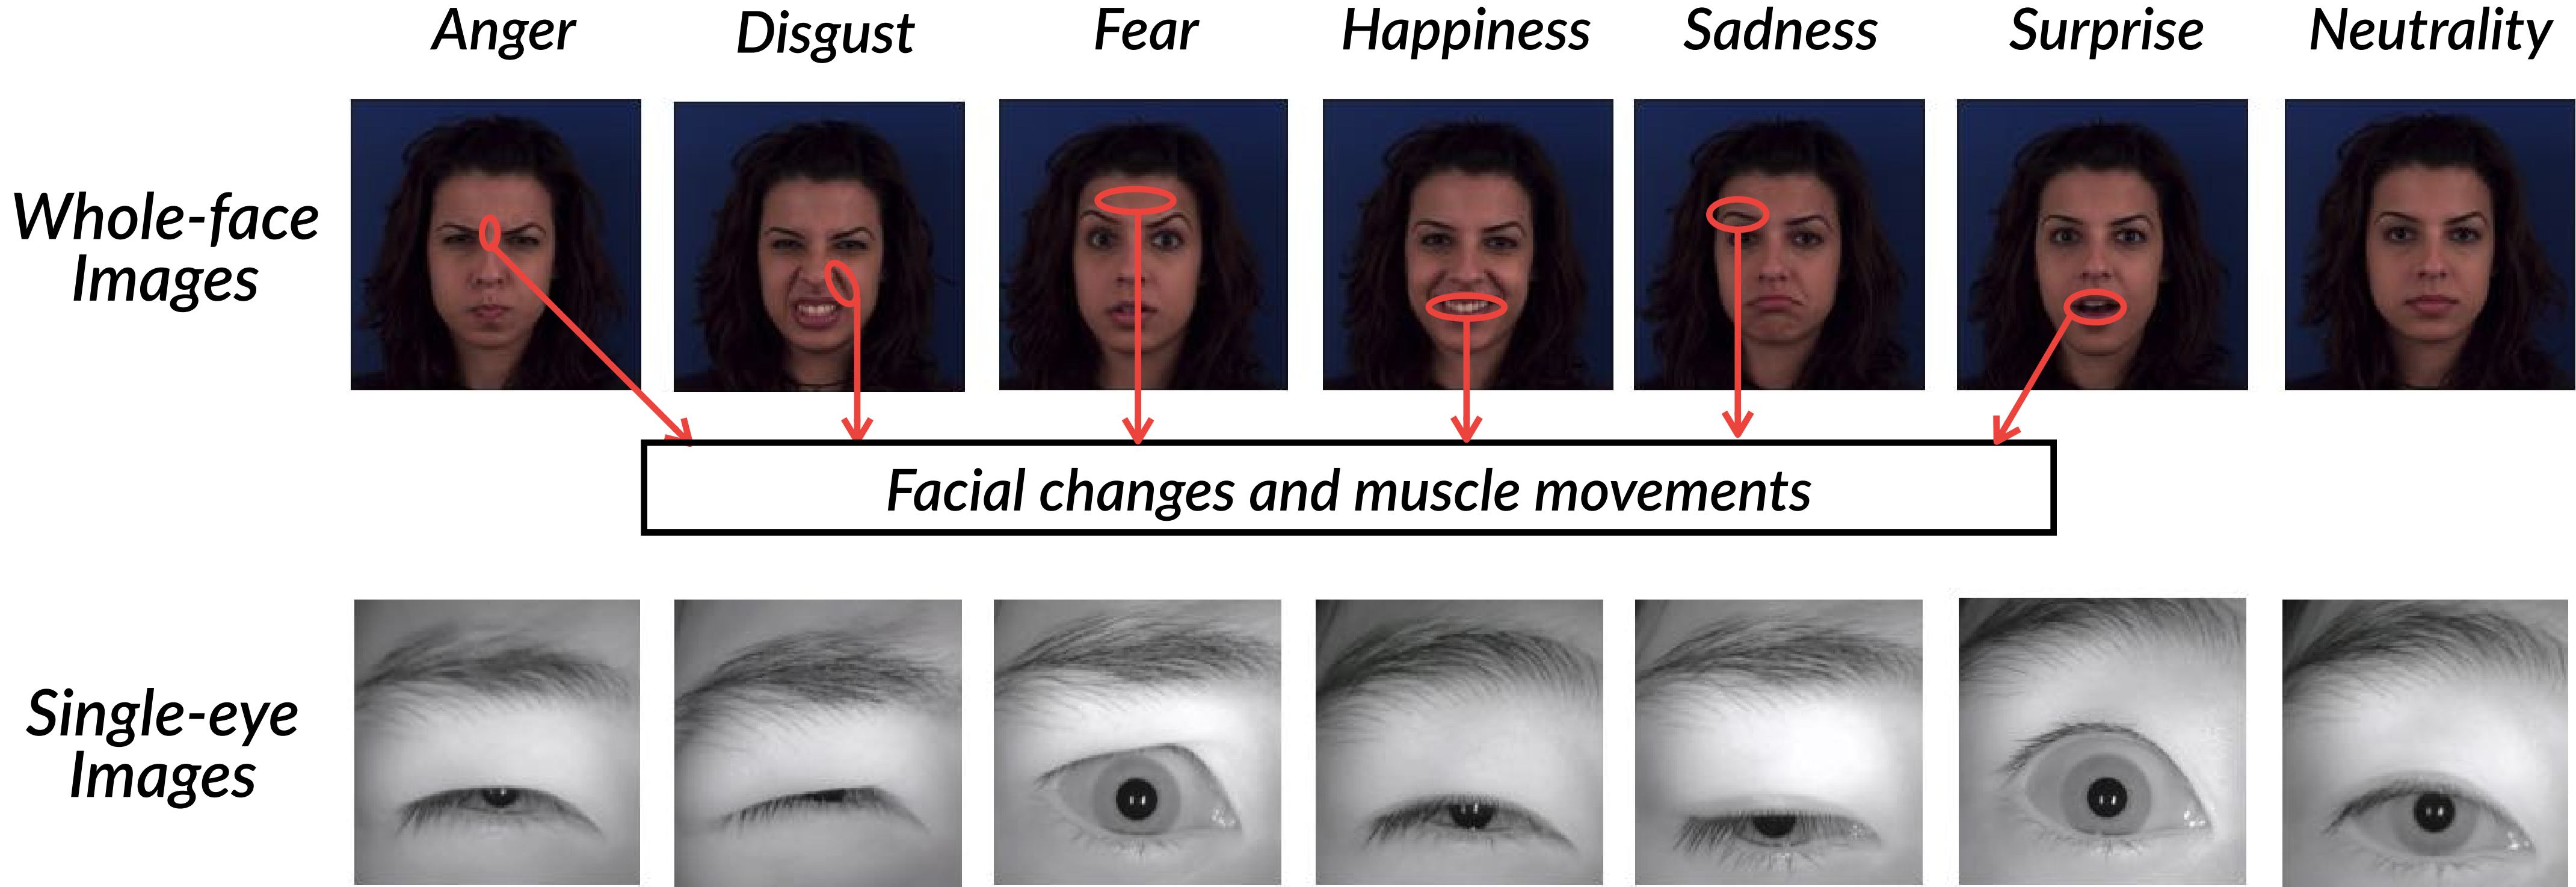 Anger Disgust Fear Happiness Sadness Surprise Neutrality
Whole-face
Images
Facial changes and muscle movements
Single-eye
Images